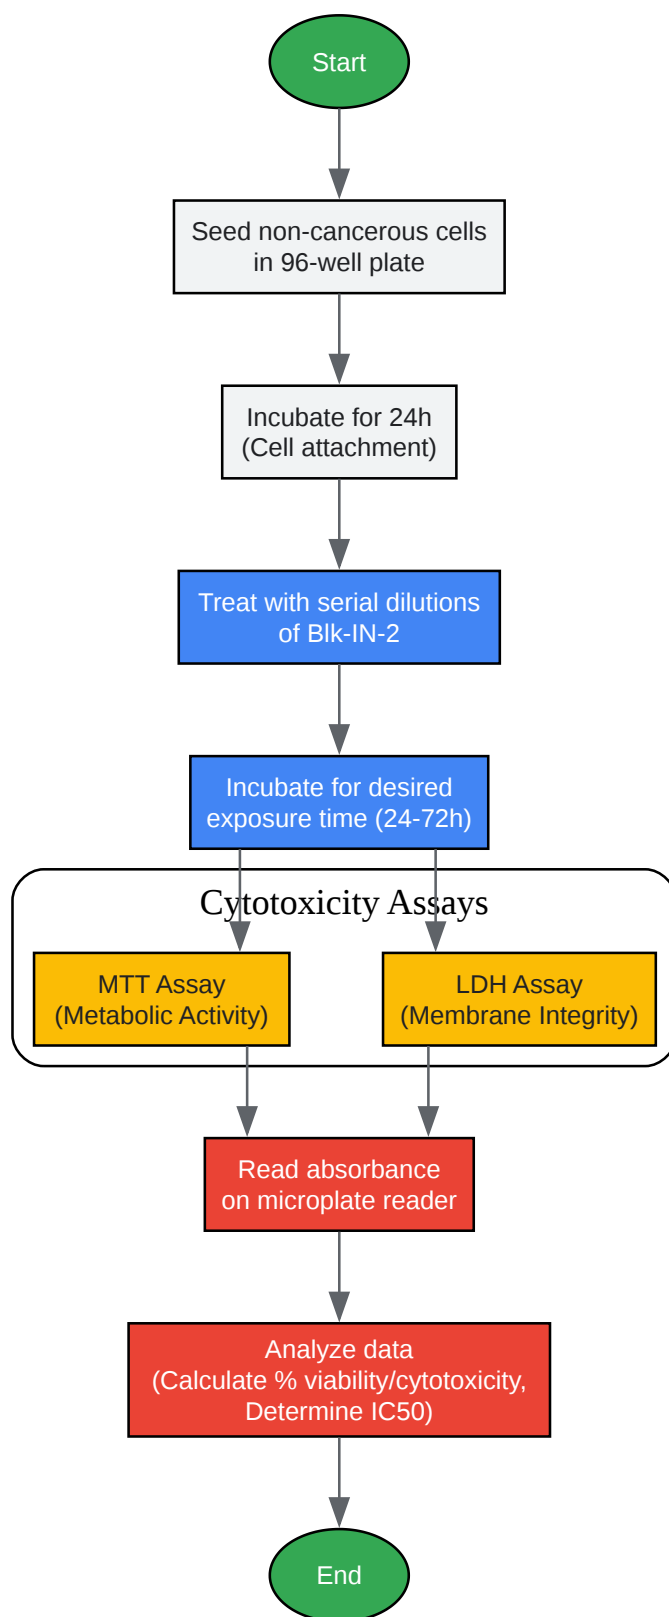 Start
Seed non-cancerous cells
in 96-well plate
Incubate for 24h
(Cell attachment)
Treat with serial dilutions
of Blk-IN-2
Incubate for desired
exposure time (24-72h)
Cytotoxicity Assays
MTT Assay
(Metabolic Activity)
LDH Assay
(Membrane Integrity)
Read absorbance
on microplate reader
Analyze data
(Calculate % viability/cytotoxicity,
Determine IC50)
End